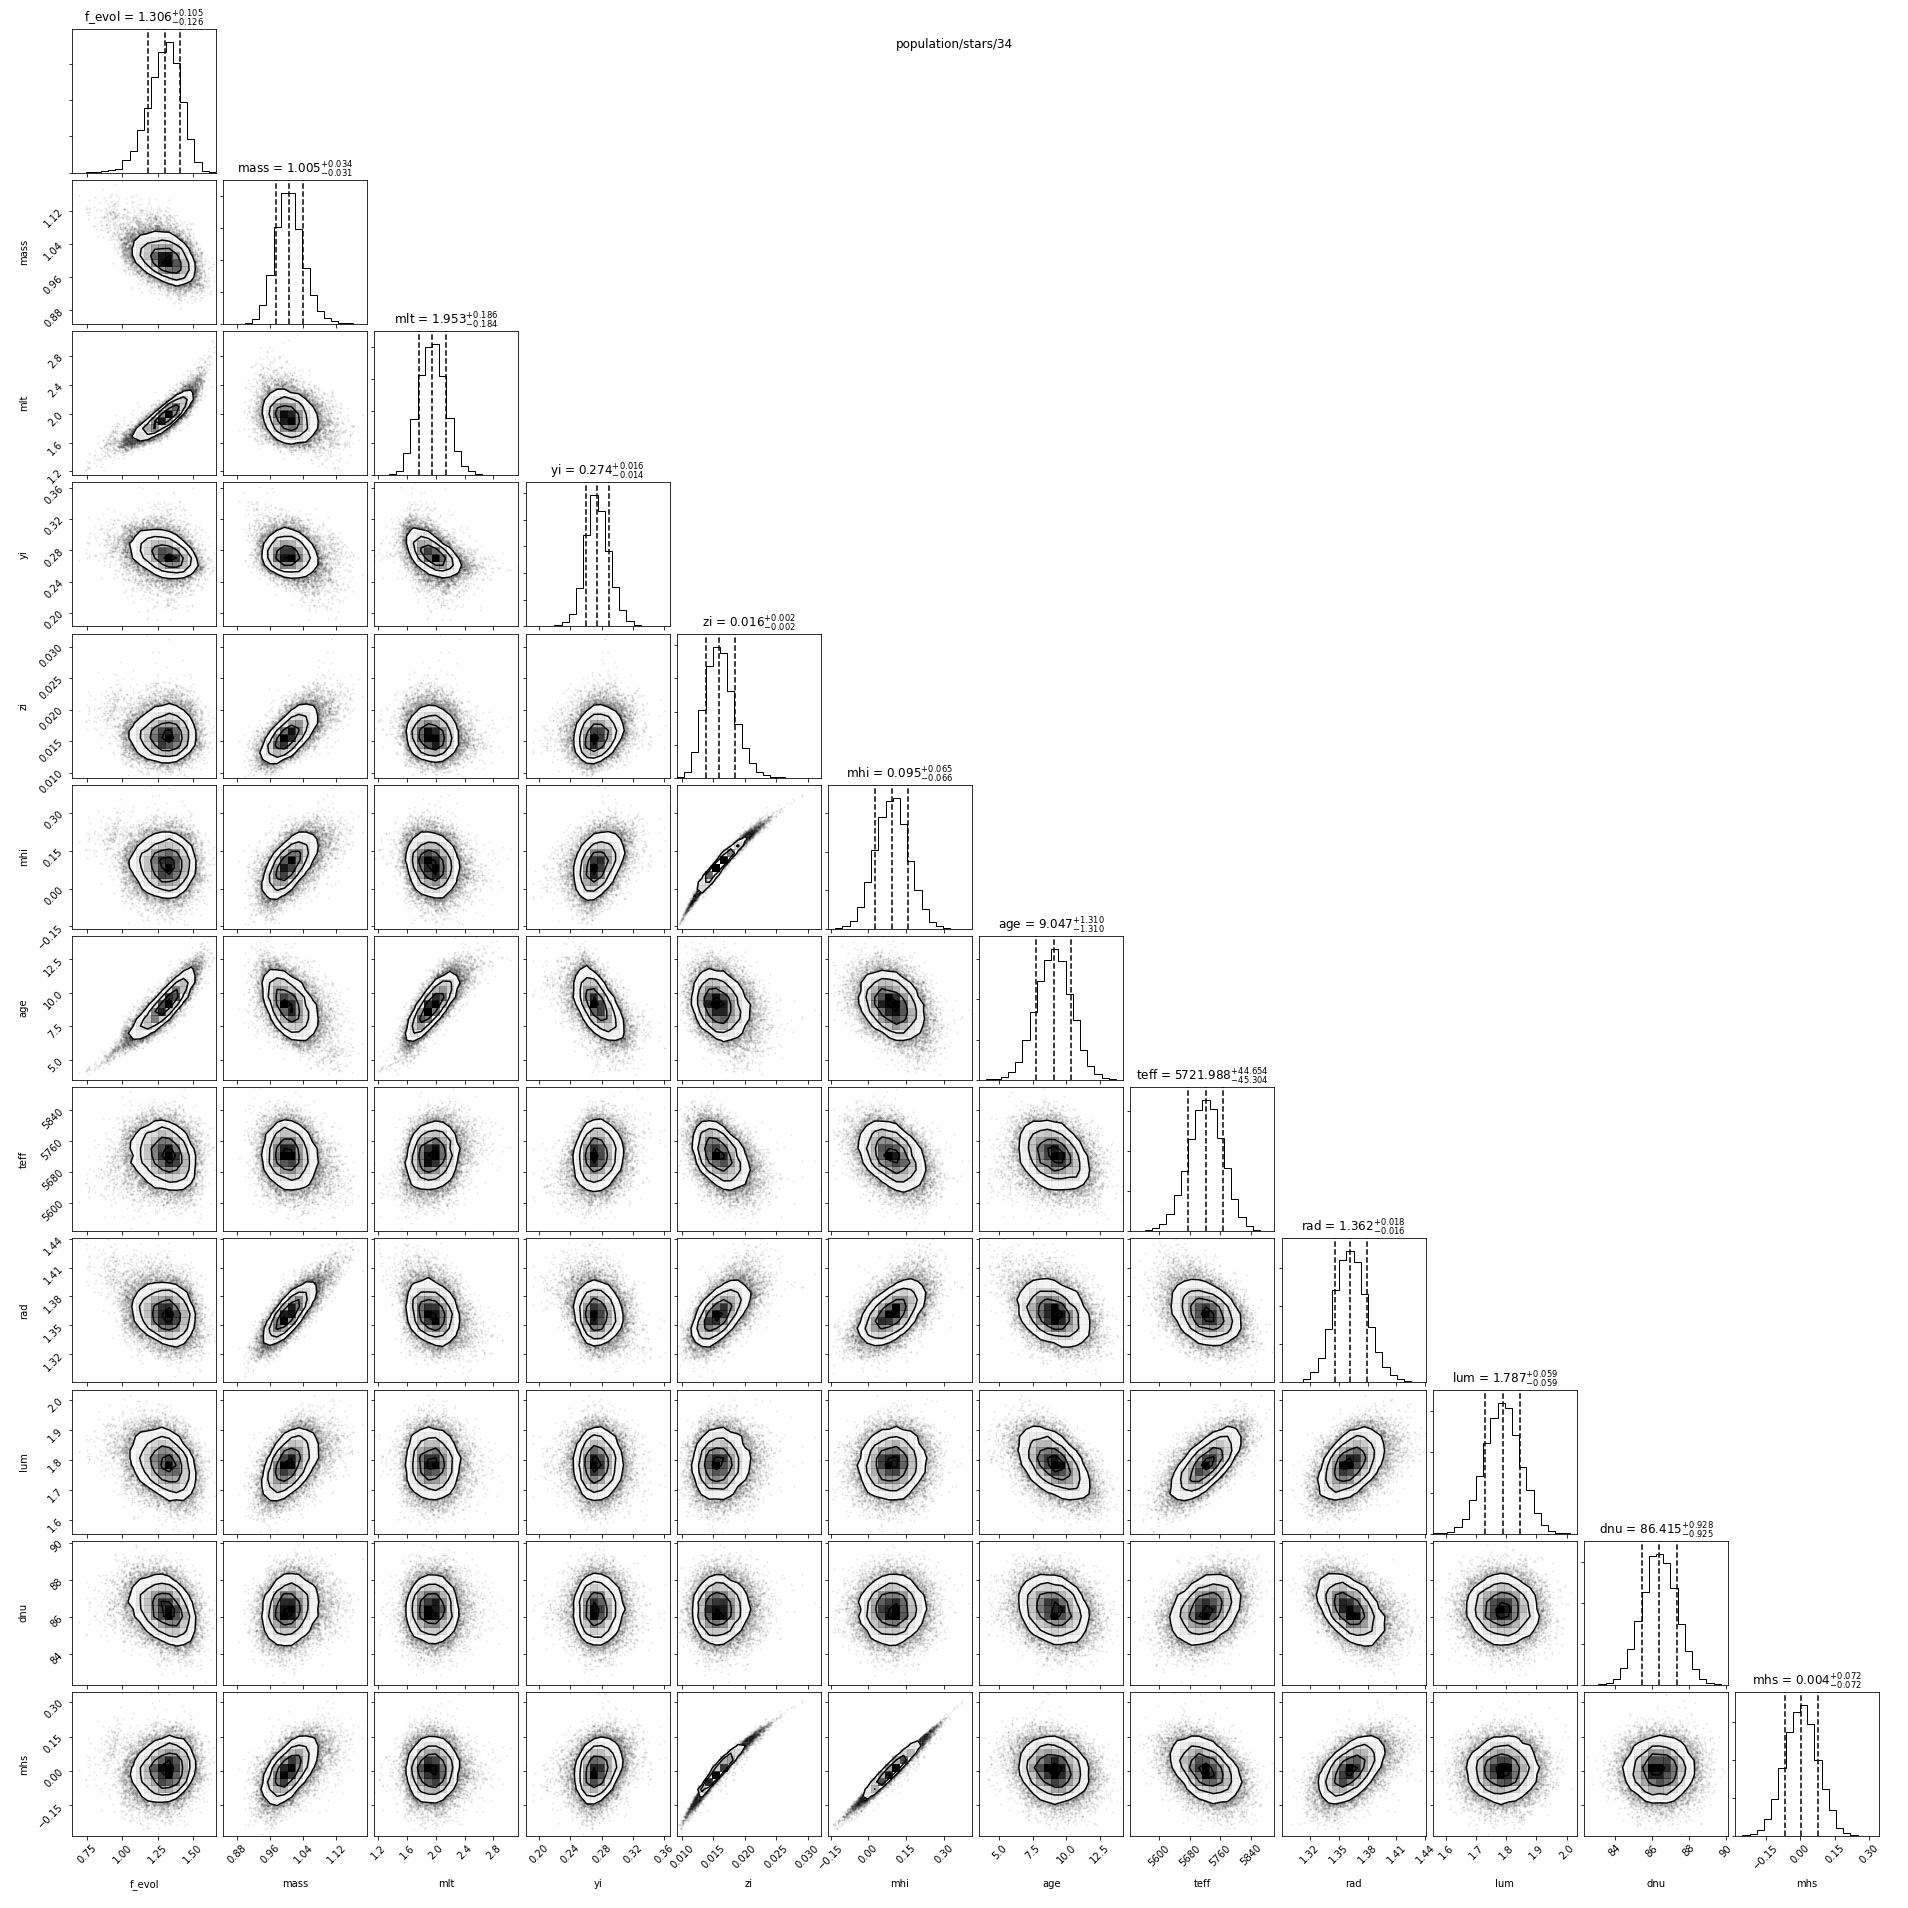 population/stars/34
f_evol = 1.306 +0.105 −0.126
mass = 1.005 +0.034 −0.031
mass
1.12
1.04
0.96
0.88
mlt = 1.953 +0.186 −0.184
mlt
2.8
2.4
2.0
1.6
1.2
yi = 0.274 +0.016 −0.014
yi
0.36
0.32
0.28
0.24
0.20
zi = 0.016 +0.002 −0.002
zi
0.030
0.025
0.020
0.015
0.010
mhi = 0.095 +0.065 −0.066
mhi
0.30
0.15
0.00
−0.15
age = 9.047 +1.310 −1.310
age
12.5
10.0
7.5
5.0
teff = 5721.988 +44.654 −45.304
teff
5840
5760
5680
5600
rad = 1.362 +0.018 −0.016
rad
1.44
1.41
1.38
1.35
1.32
lum = 1.787 +0.059 −0.059
lum
2.0
1.9
1.8
1.7
1.6
dnu = 86.415 +0.928 −0.925
dnu
90
88
86
84
mhs = 0.004 +0.072 −0.072
mhs
0.30
0.15
0.00
−0.15
0.75 1.00 1.25 1.50
0.88 0.96 1.04 1.12
1.2 1.6 2.0 2.4 2.8
0.20 0.24 0.28 0.32 0.36
0.010 0.015 0.020 0.025 0.030
−0.15 0.00 0.15 0.30
5.0 7.5 10.0 12.5
5600 5680 5760 5840
1.32 1.35 1.38 1.41 1.44
1.6 1.7 1.8 1.9 2.0
84 86 88 90
−0.15 0.00 0.15 0.30
f_evol mass mlt yi zi mhi age teff rad lum dnu mhs